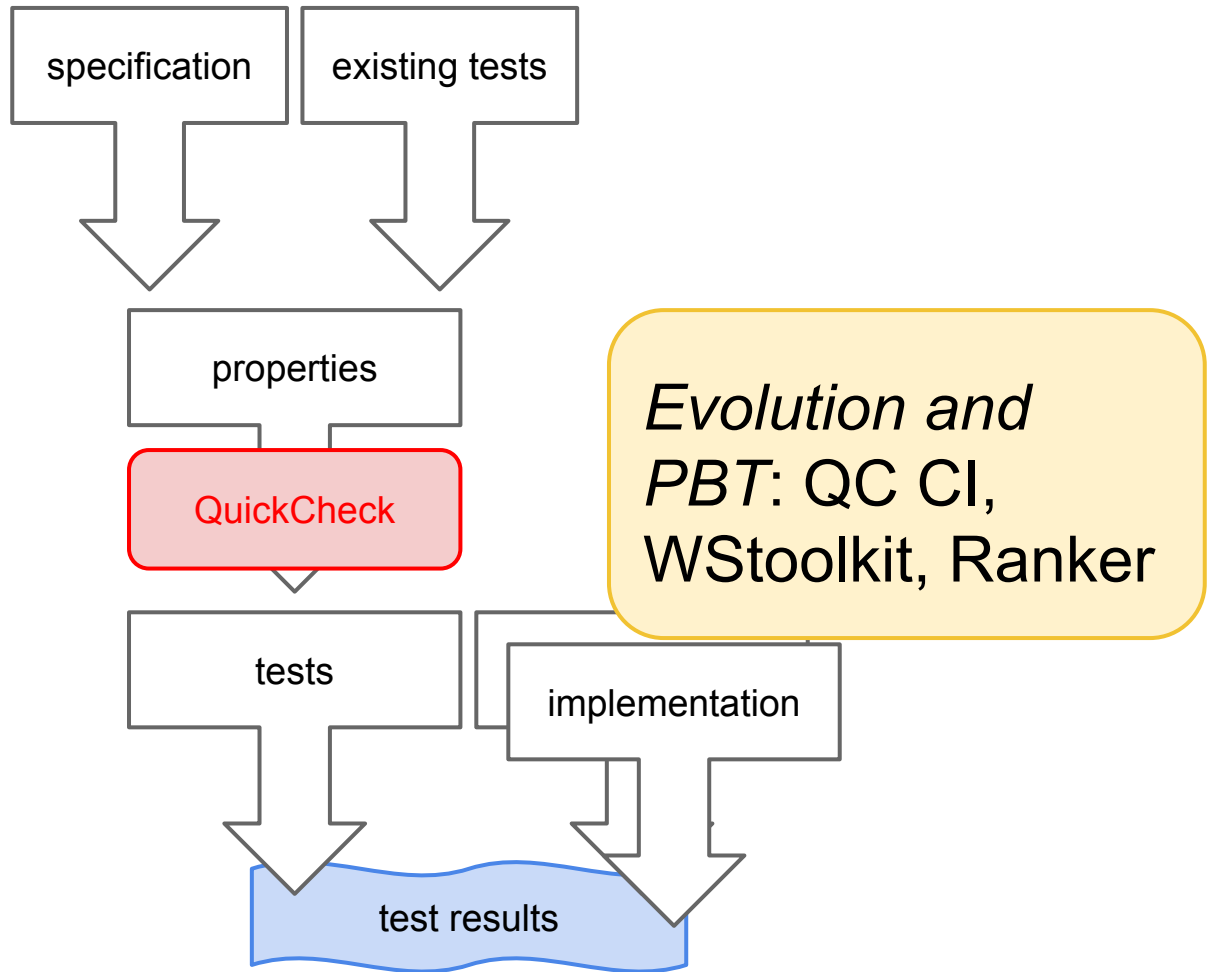 specification
existing tests
properties
QuickCheck
Evolution and
PBT: QC CI,
WStoolkit, Ranker
tests
implementation
test results